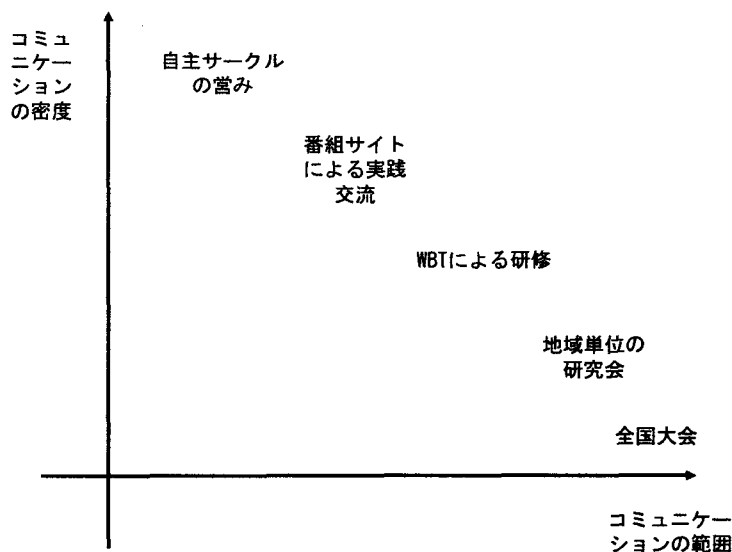 コミュ
ニケー
ション
の密度
自主サークル
の営み
番組サイト
による実践
交流
WBTによる研修
地域単位の
研究会
全国大会
コミュニケー
ションの範囲